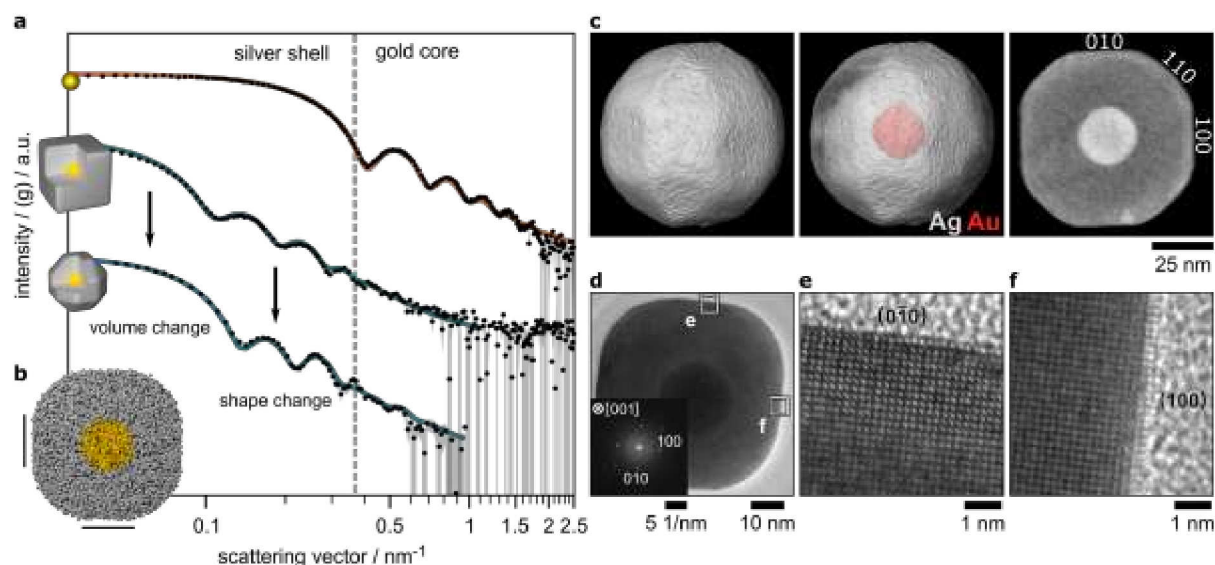 a
silver shell
gold core
intensity / (g) / a.u.
volume change
shape change
0.1
0.5
1
1.5
2
2.5
scattering vector / nm⁻¹
b
c
Ag Au
010
110
100
25 nm
d
e
f
⊗[001]
100
010
5 1/nm
10 nm
e
(01̅0)
1 nm
f
(100)
1 nm